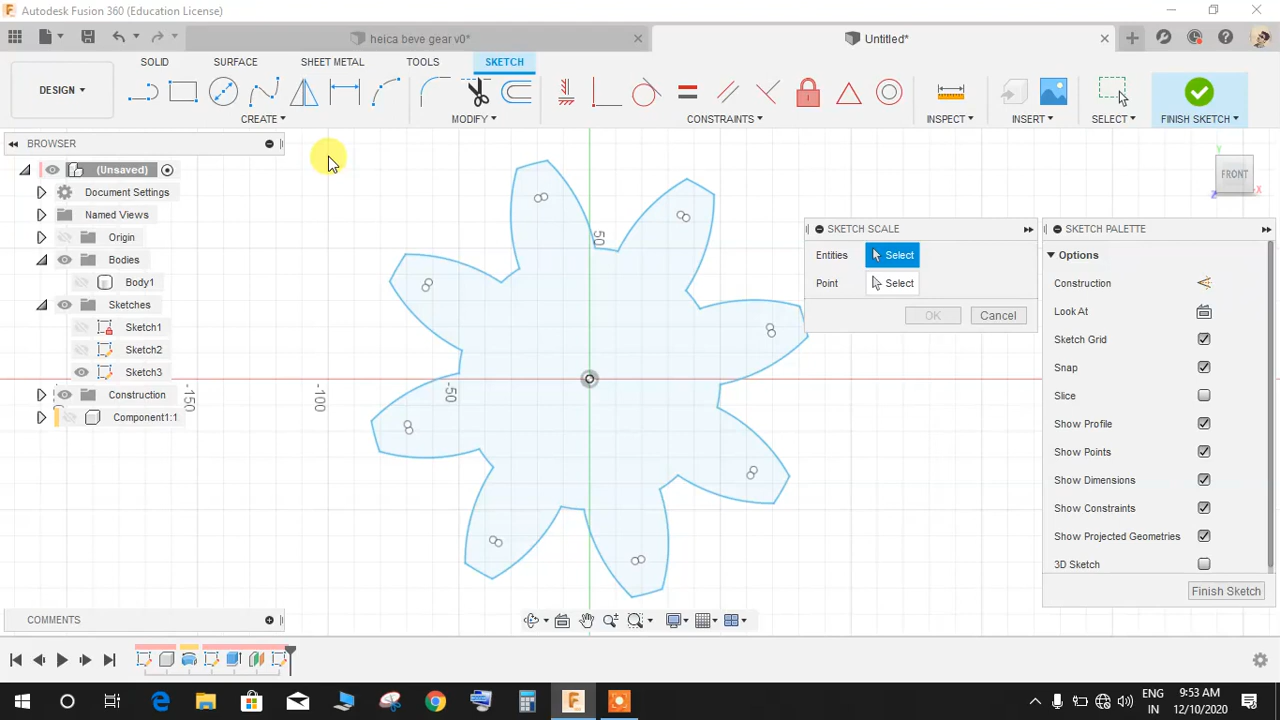 Autodesk Fusion 360 (Education License)
heica beve gear v0*
Untitled*
DESIGN
SOLID
SURFACE
SHEET METAL
TOOLS
SKETCH
CREATE
MODIFY
CONSTRAINTS
INSPECT
INSERT
SELECT
FINISH SKETCH
BROWSER
(Unsaved)
Document Settings
Named Views
Origin
Bodies
Body1
Sketches
Sketch1
Sketch2
Sketch3
Construction
Component1:1
-150
-100
-50
50
Y
FRONT
X
Z
SKETCH SCALE
Entities Select
Point Select
OK Cancel
SKETCH PALETTE
Options
Construction
Look At
Sketch Grid
Snap
Slice
Show Profile
Show Points
Show Dimensions
Show Constraints
Show Projected Geometries
3D Sketch
Finish Sketch
COMMENTS
ENG
IN
9:53 AM
12/10/2020